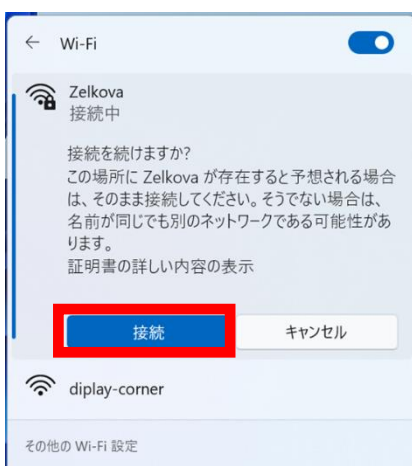 ← Wi-Fi
Zelkova
接続中
接続を続けますか?
この場所に Zelkova が存在すると予想される場合
は、そのまま接続してください。そうでない場合は、
名前が同じでも別のネットワークである可能性があ
ります。
証明書の詳しい内容の表示
接続 キャンセル
diplay-corner
その他の Wi-Fi 設定